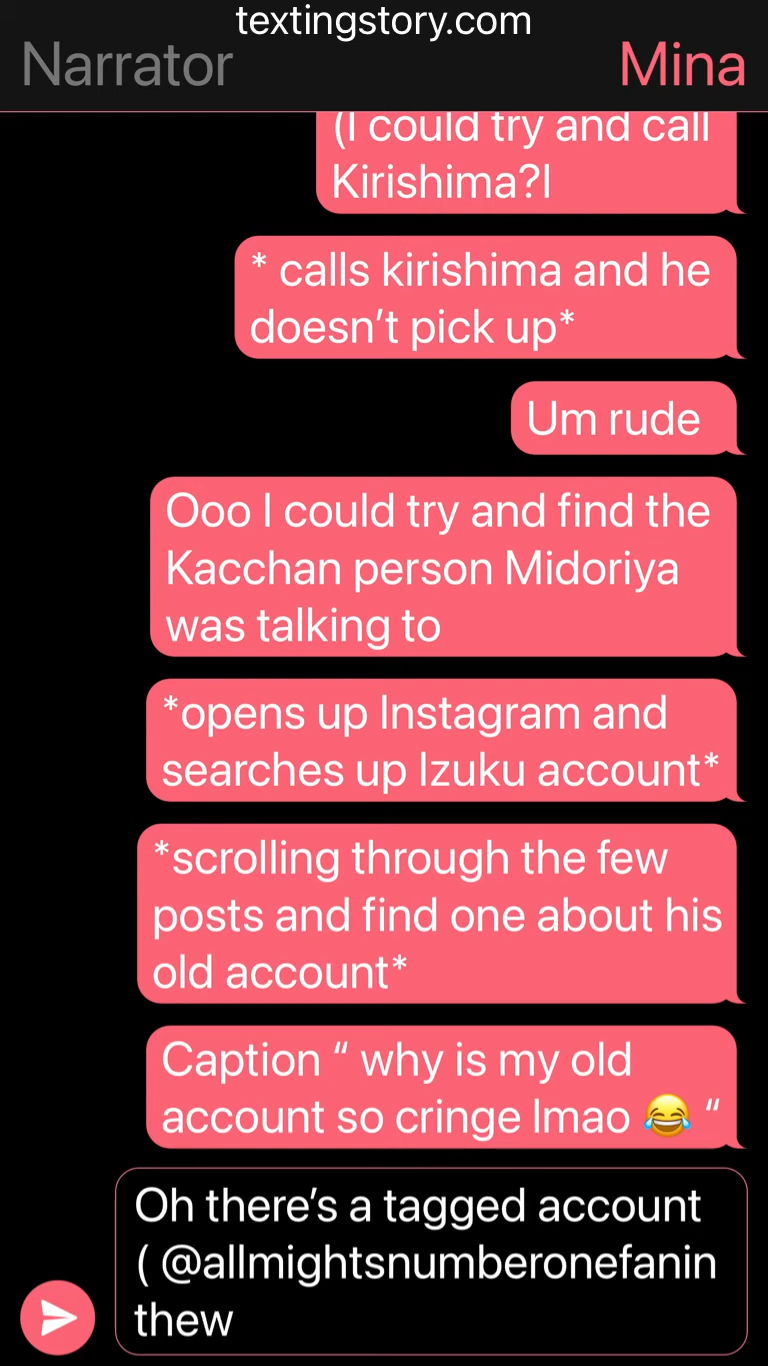 textingstory.com
Narrator
Mina
(I could try and call
Kirishima?l
* calls kirishima and he
doesn’t pick up*
Um rude
Ooo I could try and find the
Kacchan person Midoriya
was talking to
*opens up Instagram and
searches up Izuku account*
*scrolling through the few
posts and find one about his
old account*
Caption “ why is my old
account so cringe lmao 😂 “
Oh there’s a tagged account
( @allmightsnumberonefanin
thew